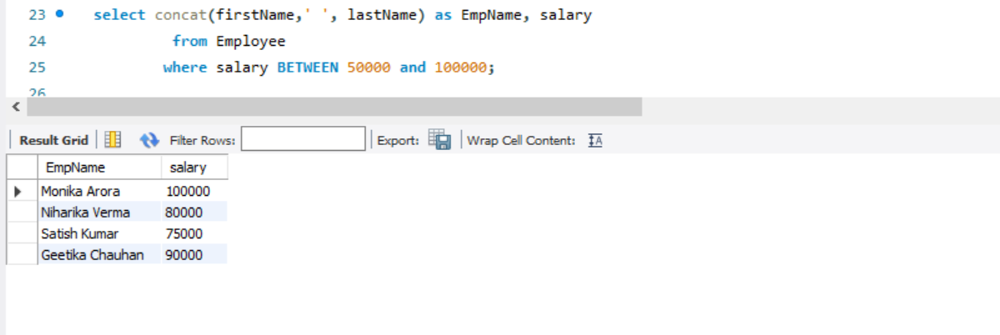 23 select concat(firstName,' ', lastName) as EmpName, salary
24 from Employee
25 where salary BETWEEN 50000 and 100000;
26
Result Grid Filter Rows: Export: Wrap Cell Content: IA
EmpName salary
Monika Arora 100000
Niharika Verma 80000
Satish Kumar 75000
Geetika Chauhan 90000